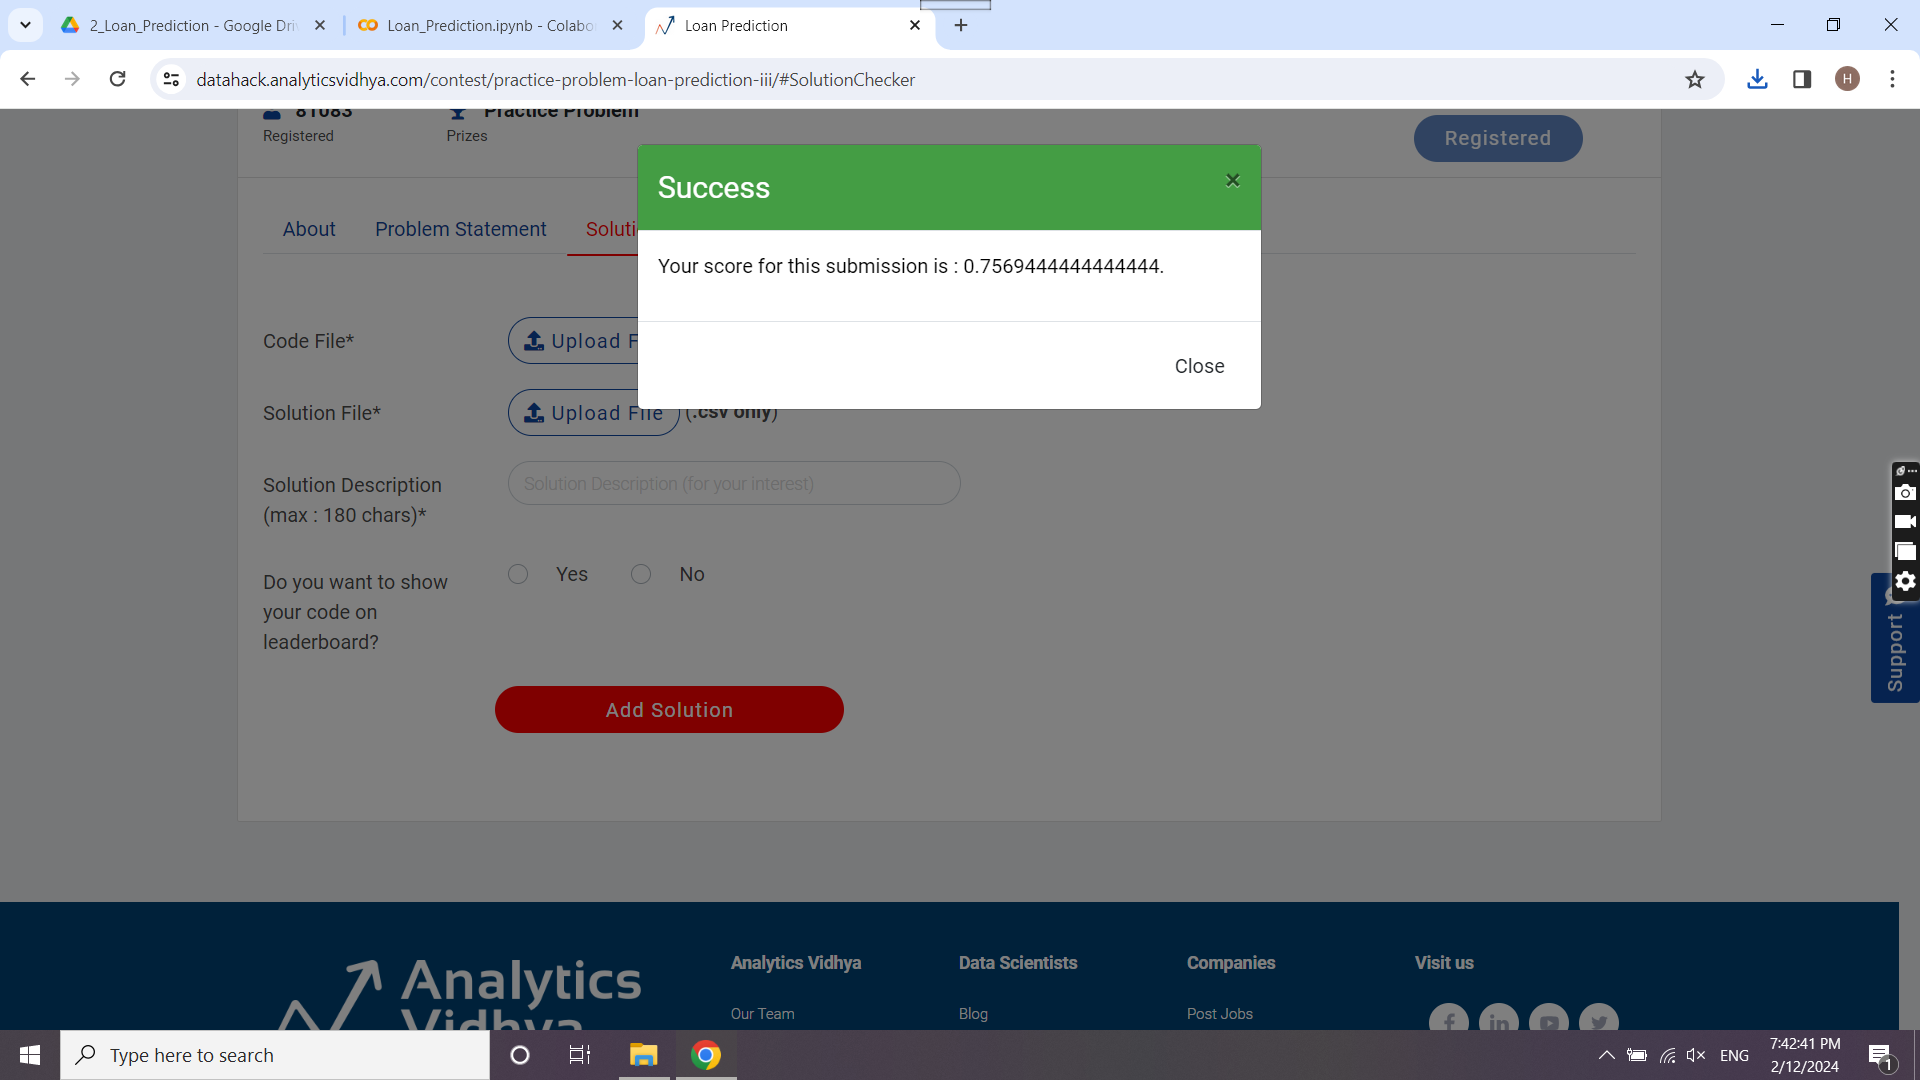 2_Loan_Prediction - Google Dri
Loan_Prediction.ipynb - Colabo
Loan Prediction
datahack.analyticsvidhya.com/contest/practice-problem-loan-prediction-iii/#SolutionChecker
H
81083
Practice Problem
Registered
Prizes
Registered
Success
×
About
Problem Statement
Soluti
Your score for this submission is : 0.7569444444444444.
Code File*
Upload F
Close
Solution File*
Upload File
(.csv only)
Solution Description
(max : 180 chars)*
Solution Description (for your interest)
Do you want to show
your code on
leaderboard?
Yes
No
Support
Add Solution
Analytics
Vidhya
Analytics Vidhya
Data Scientists
Companies
Visit us
Our Team
Blog
Post Jobs
Type here to search
ENG
7:42:41 PM
2/12/2024
1